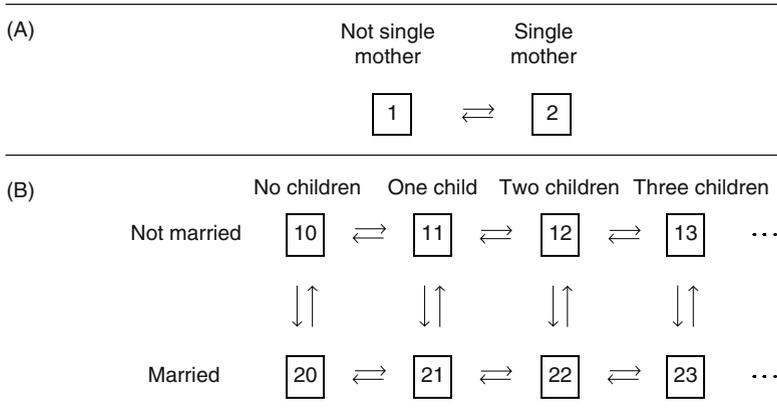 (A)
Not single mother
Single mother
1 2
(B)
No children One child Two children Three children
Not married 10 11 12 13 ...
Married 20 21 22 23 ...